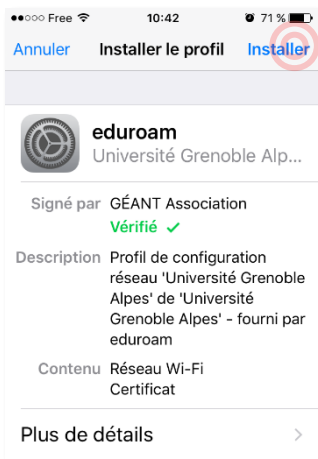 ●●○○○ Free 10:42 71 %
Annuler Installer le profil Installer
eduroam
Université Grenoble Alp...
Signé par GÉANT Association
Vérifié ✓
Description Profil de configuration
réseau 'Université Grenoble
Alpes' de 'Université
Grenoble Alpes' - fourni par
eduroam
Contenu Réseau Wi-Fi
Certificat
Plus de détails